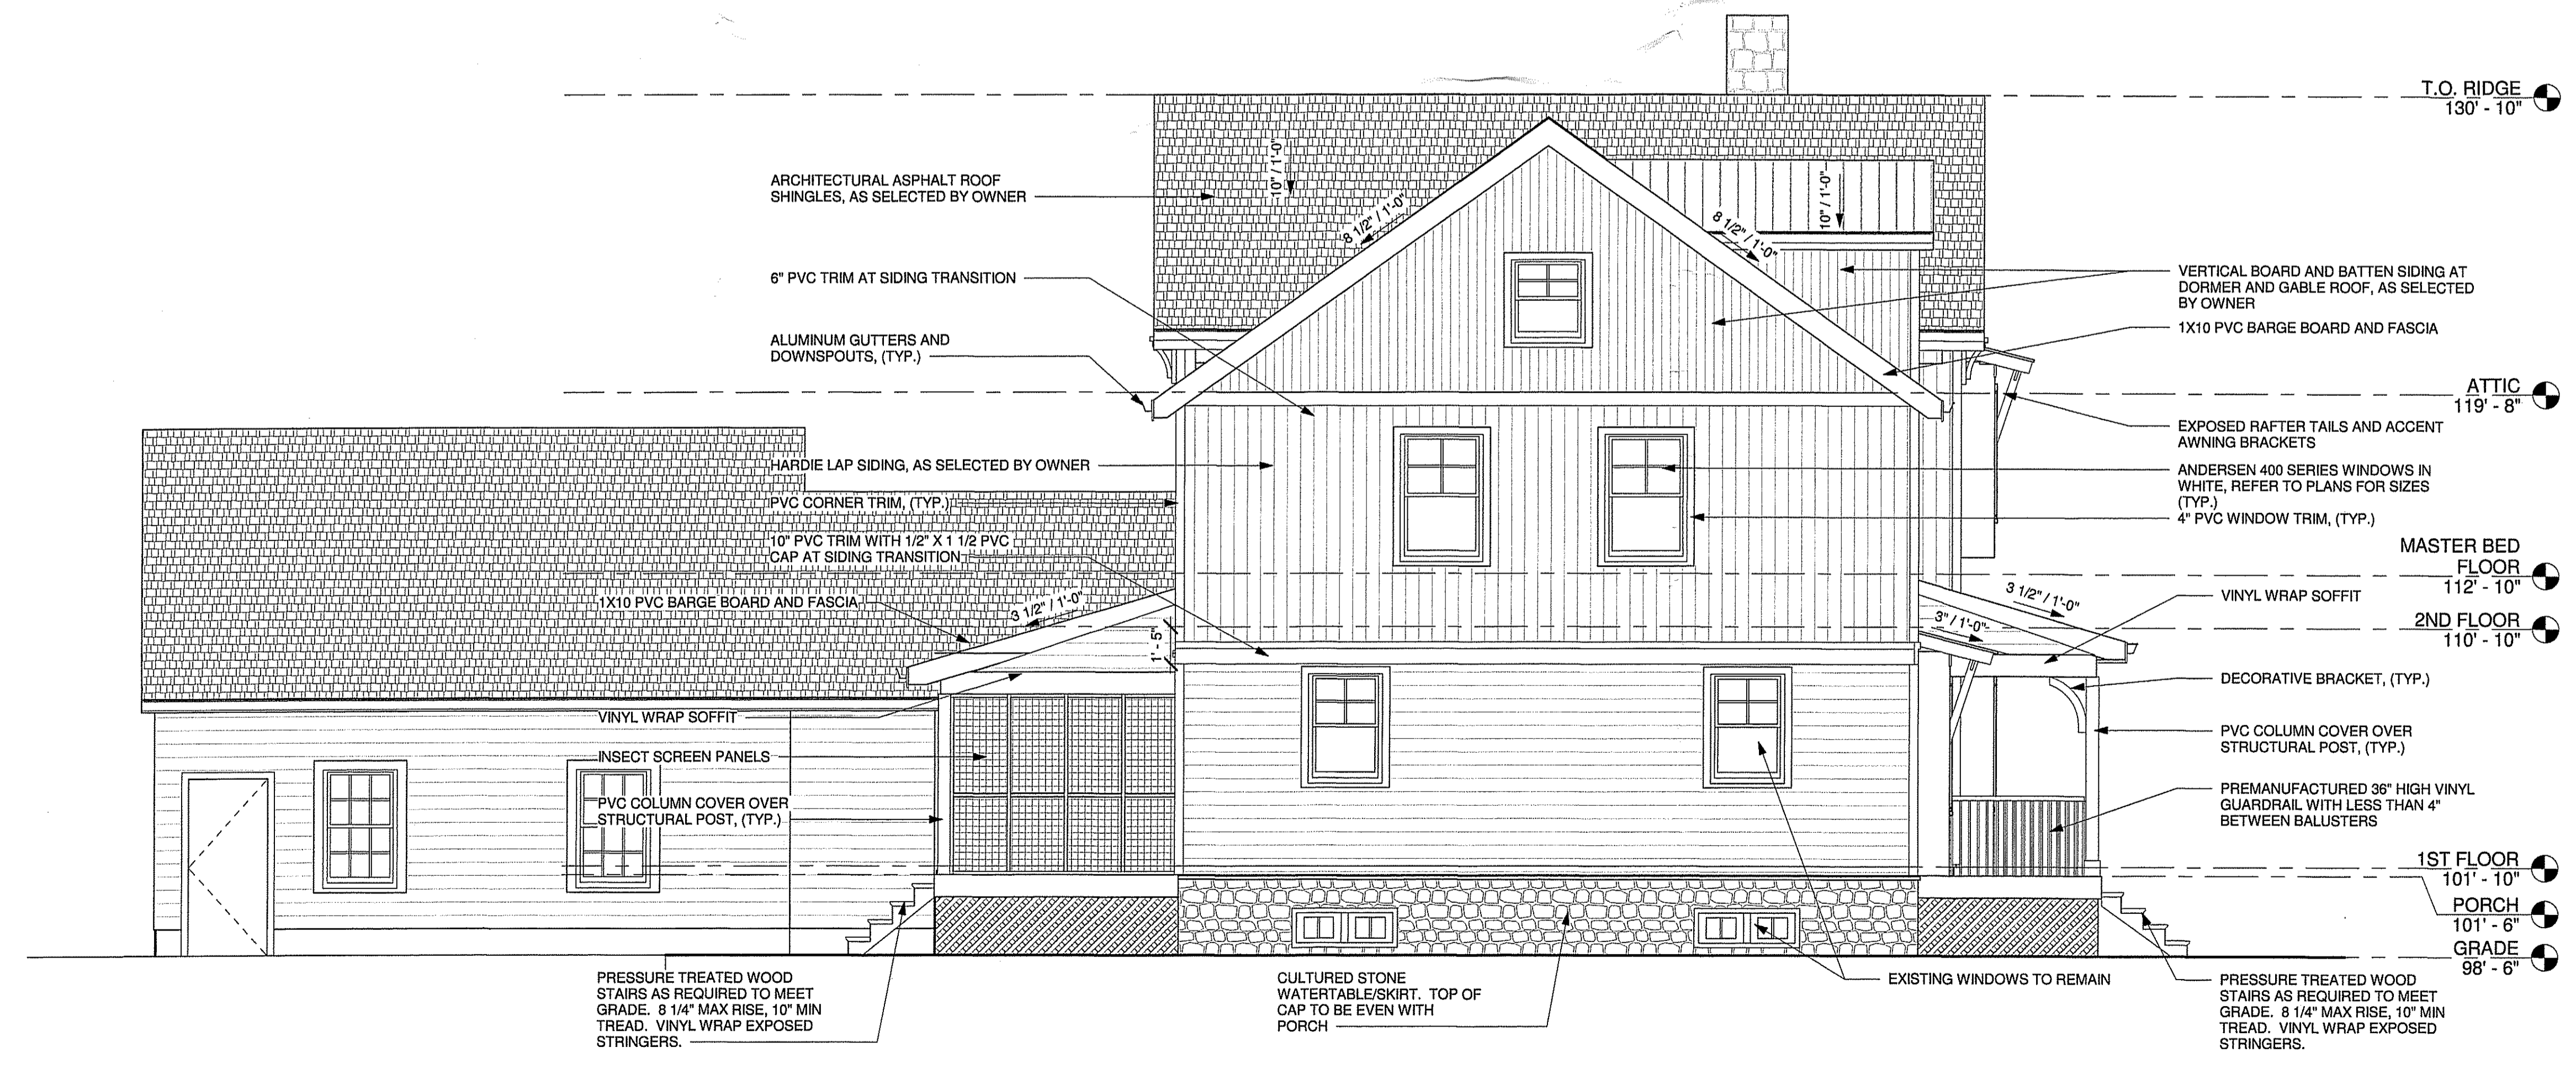 T.O. RIDGE
130' - 10"
ARCHITECTURAL ASPHALT ROOF
SHINGLES, AS SELECTED BY OWNER
10" / 1'-0"
8 1/2" / 1'-0"
8 1/2" / 1'-0"
10" / 1'-0"
6" PVC TRIM AT SIDING TRANSITION
VERTICAL BOARD AND BATTEN SIDING AT
DORMER AND GABLE ROOF, AS SELECTED
BY OWNER
1X10 PVC BARGE BOARD AND FASCIA
ALUMINUM GUTTERS AND
DOWNSPOUTS, (TYP.)
ATTIC
119' - 8"
EXPOSED RAFTER TAILS AND ACCENT
AWNING BRACKETS
HARDIE LAP SIDING, AS SELECTED BY OWNER
ANDERSEN 400 SERIES WINDOWS IN
WHITE, REFER TO PLANS FOR SIZES
(TYP.)
4" PVC WINDOW TRIM, (TYP.)
PVC CORNER TRIM, (TYP.)
10" PVC TRIM WITH 1/2" X 1 1/2 PVC
CAP AT SIDING TRANSITION
MASTER BED
FLOOR
112' - 10"
1X10 PVC BARGE BOARD AND FASCIA
3 1/2" / 1'-0"
3 1/2" / 1'-0"
VINYL WRAP SOFFIT
2ND FLOOR
110' - 10"
3" / 1'-0"
1' - 5"
DECORATIVE BRACKET, (TYP.)
VINYL WRAP SOFFIT
PVC COLUMN COVER OVER
STRUCTURAL POST, (TYP.)
INSECT SCREEN PANELS
PREMANUFACTURED 36" HIGH VINYL
GUARDRAIL WITH LESS THAN 4"
BETWEEN BALUSTERS
PVC COLUMN COVER OVER
STRUCTURAL POST, (TYP.)
1ST FLOOR
101' - 10"
PORCH
101' - 6"
GRADE
98' - 6"
PRESSURE TREATED WOOD
STAIRS AS REQUIRED TO MEET
GRADE. 8 1/4" MAX RISE, 10" MIN
TREAD. VINYL WRAP EXPOSED
STRINGERS.
CULTURED STONE
WATERTABLE/SKIRT. TOP OF
CAP TO BE EVEN WITH
PORCH
EXISTING WINDOWS TO REMAIN
PRESSURE TREATED WOOD
STAIRS AS REQUIRED TO MEET
GRADE. 8 1/4" MAX RISE, 10" MIN
TREAD. VINYL WRAP EXPOSED
STRINGERS.